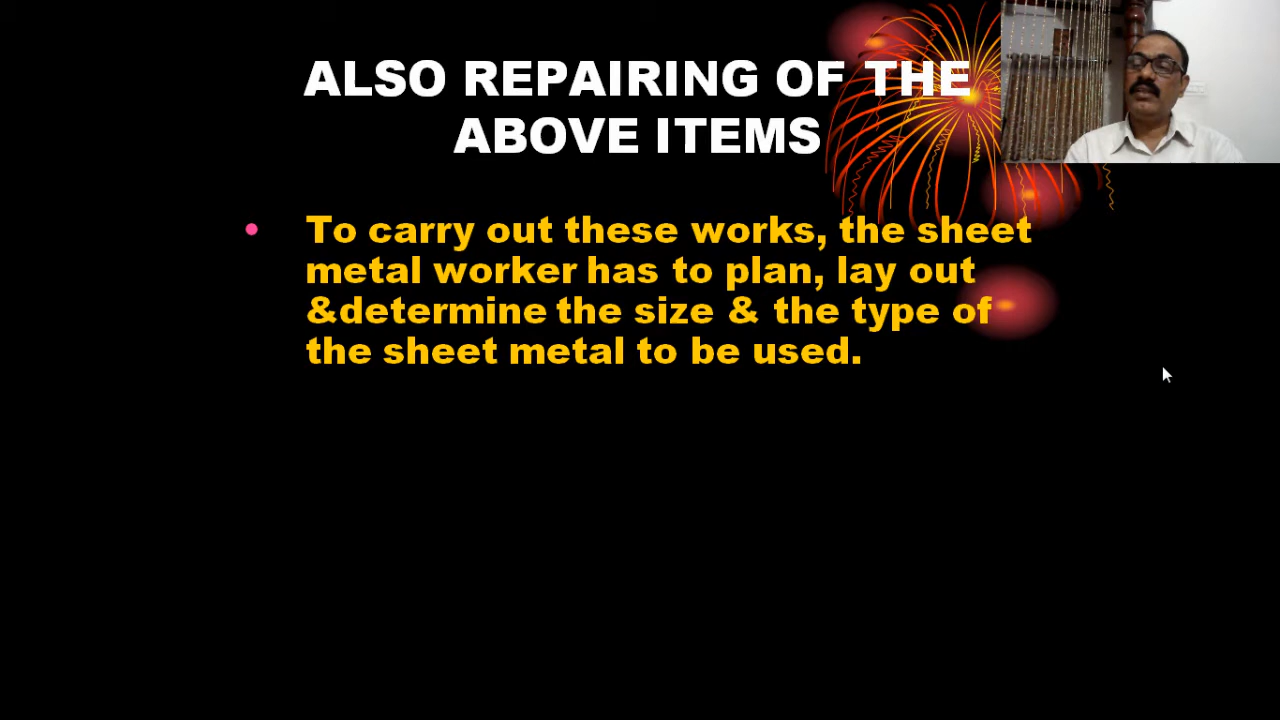 ALSO REPAIRING OF THE
ABOVE ITEMS
• To carry out these works, the sheet
metal worker has to plan, lay out
&determine the size & the type of
the sheet metal to be used.